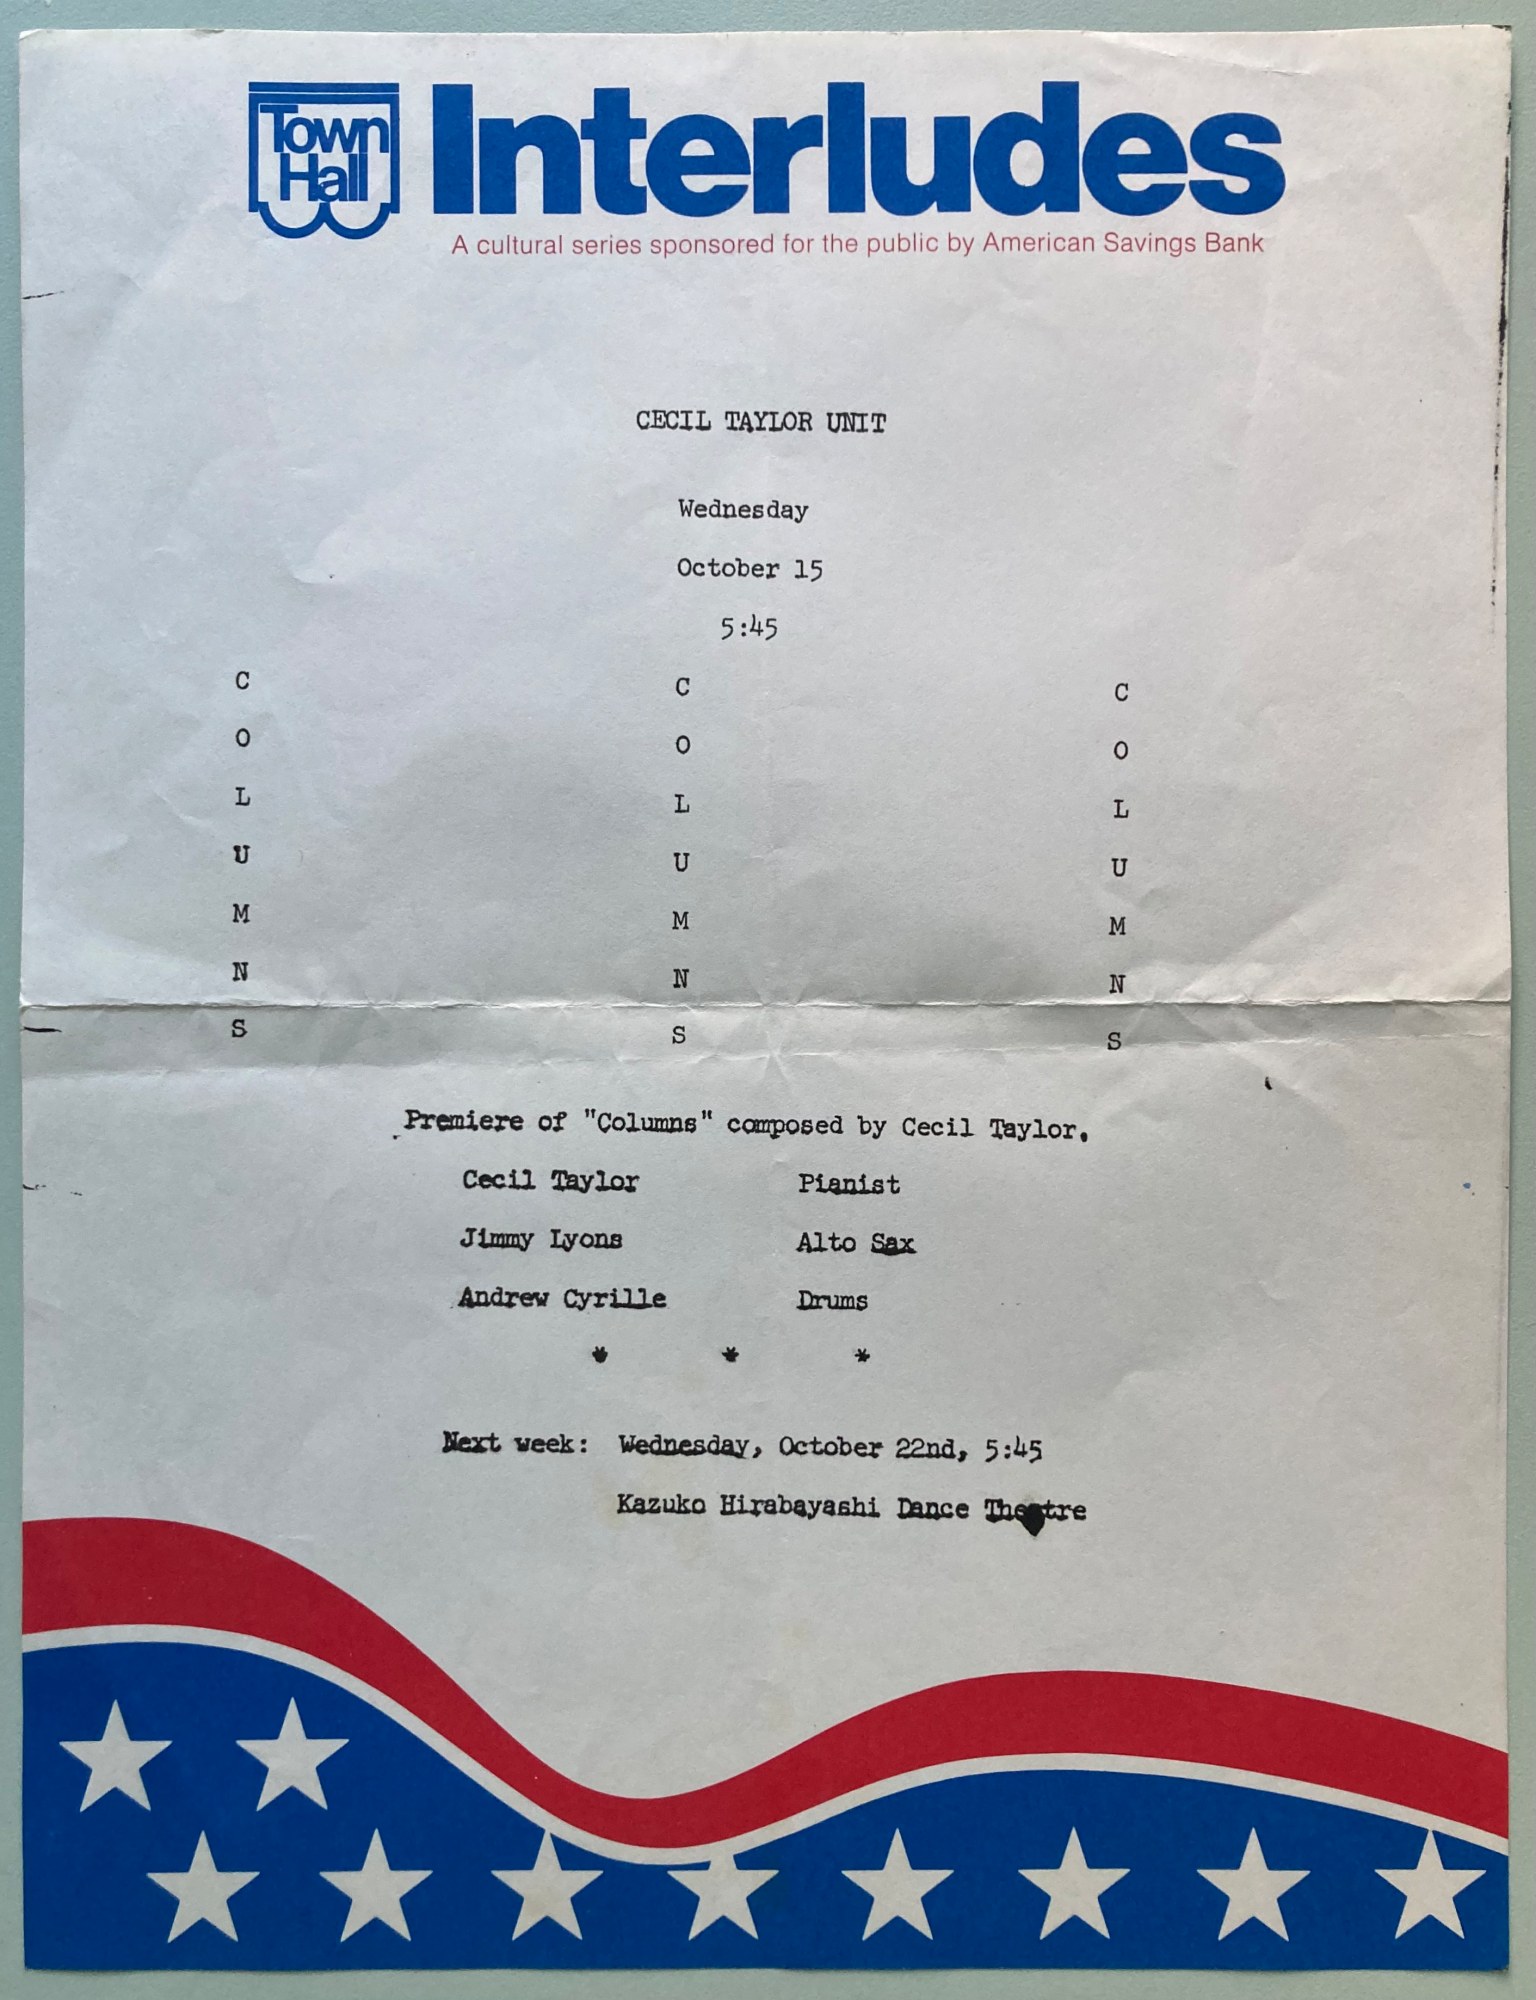 Town
Hall
Interludes
A cultural series sponsored for the public by American Savings Bank
CECIL TAYLOR UNIT
Wednesday
October 15
5:45
C C C
O O O
L L L
U U U
M M M
N N N
S S S
Premiere of "Columns" composed by Cecil Taylor.
Cecil Taylor Pianist
Jimmy Lyons Alto Sax
Andrew Cyrille Drums
* * *
Next week: Wednesday, October 22nd, 5:45
Kazuko Hirabayashi Dance Theatre